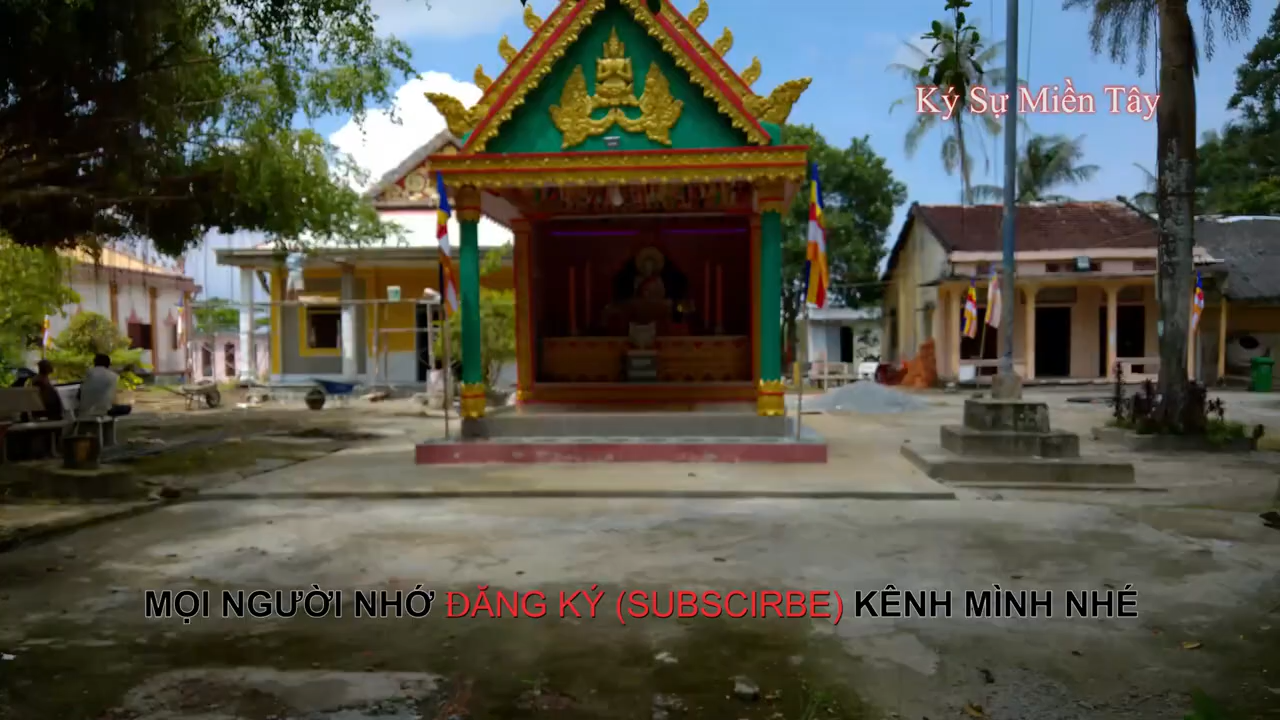 Ký Sự Miền Tây
MỌI NGƯỜI NHỚ ĐĂNG KÝ (SUBSCIRBE) KÊNH MÌNH NHÉ